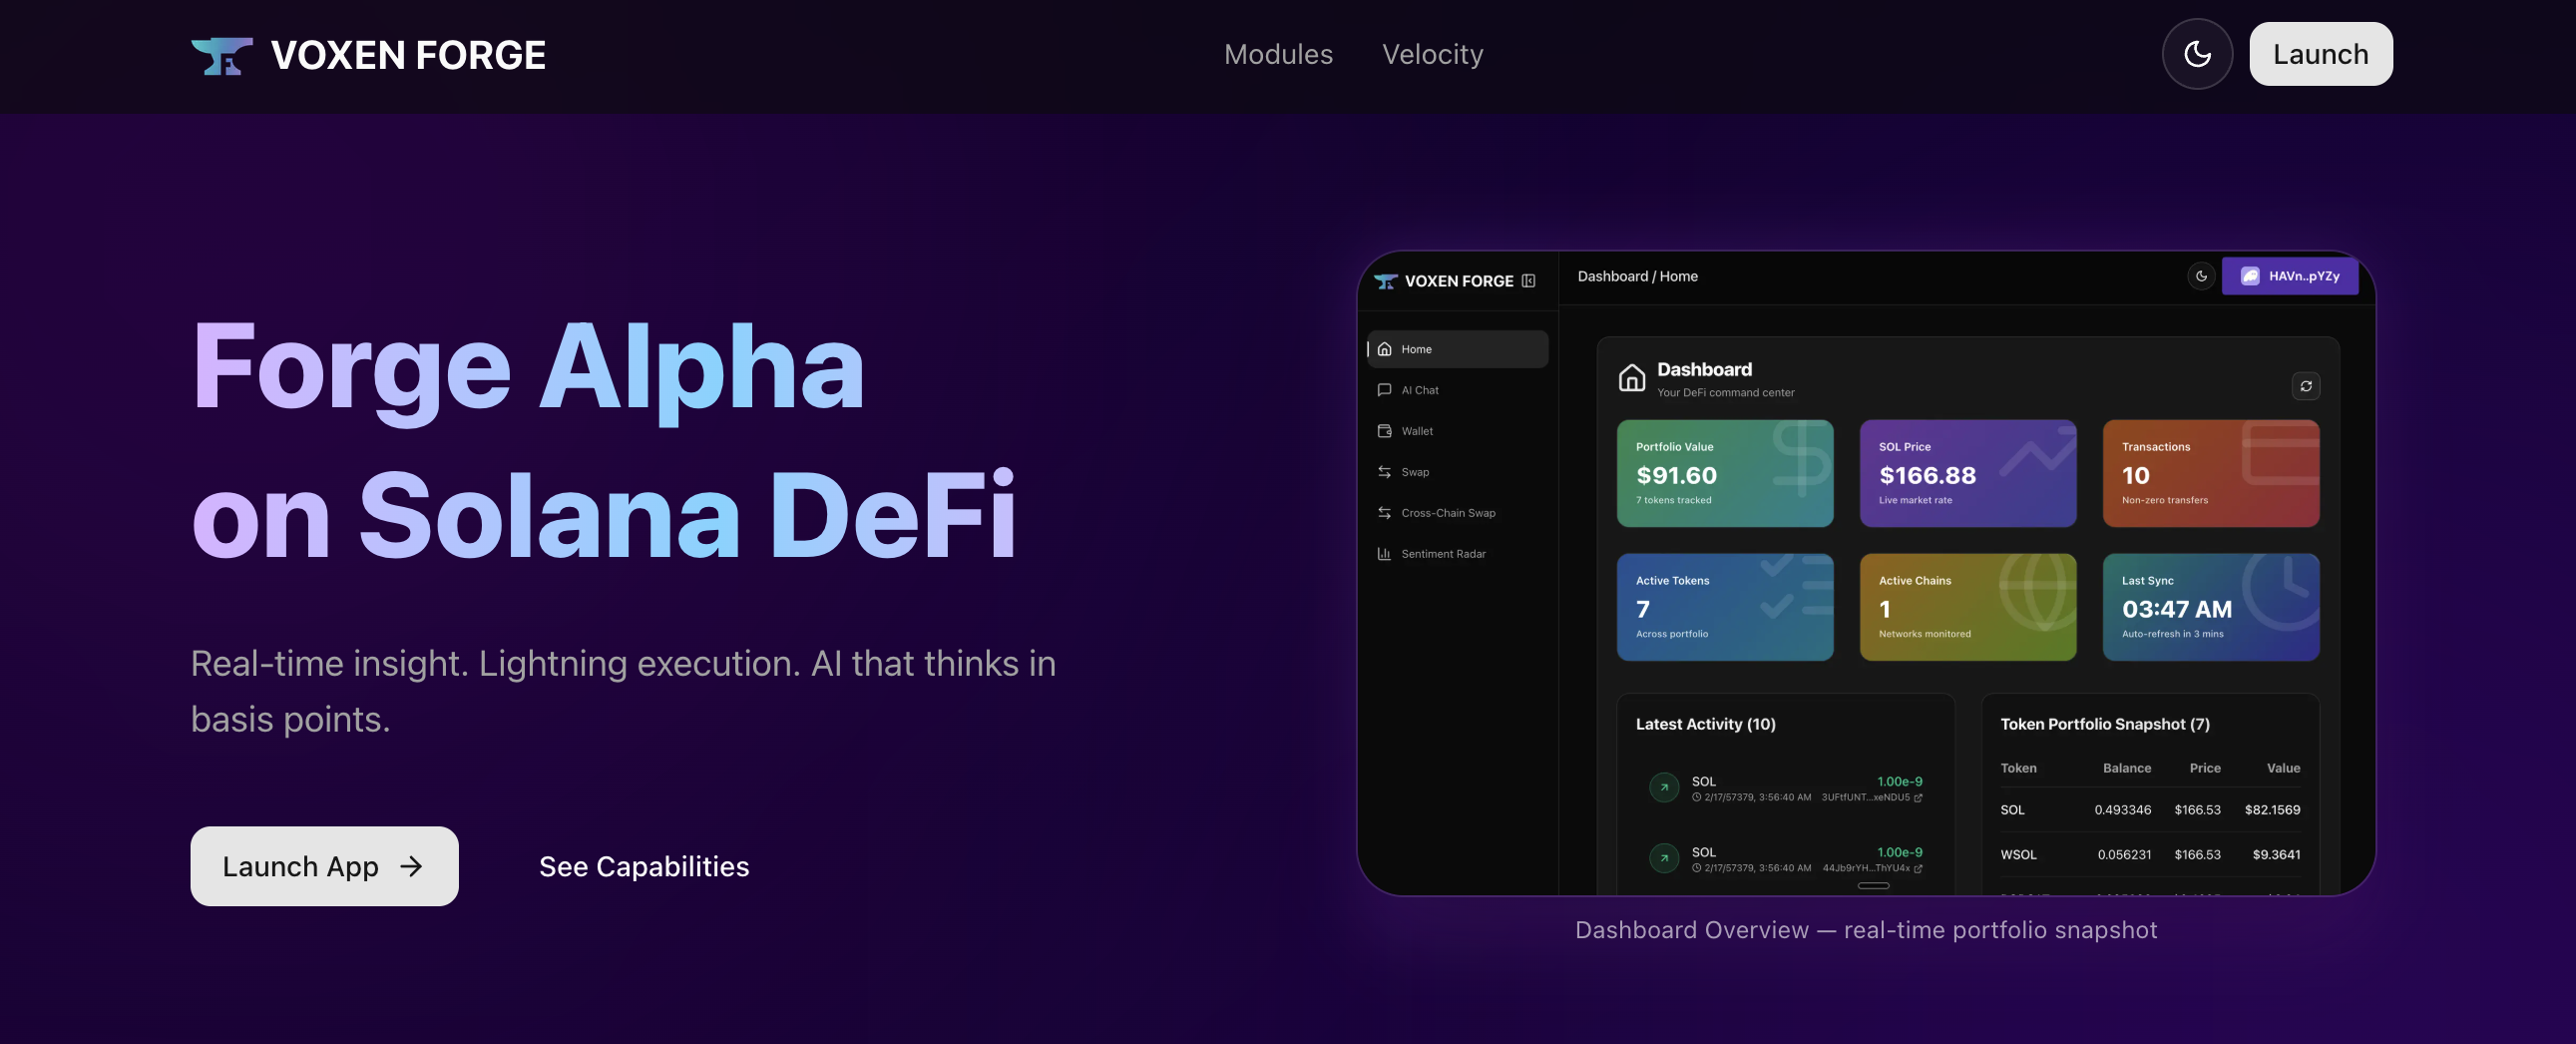 VOXEN FORGE
Modules
Velocity
Launch
Forge Alpha
on Solana DeFi
Real-time insight. Lightning execution. AI that thinks in
basis points.
Launch App
See Capabilities
VOXEN FORGE
Home
AI Chat
Wallet
Swap
Cross-Chain Swap
Sentiment Radar
Dashboard / Home
HAVn..pYZy
Dashboard
Your DeFi command center
Portfolio Value
$91.60
7 tokens tracked
SOL Price
$166.88
Live market rate
Transactions
10
Non-zero transfers
Active Tokens
7
Across portfolio
Active Chains
1
Networks monitored
Last Sync
03:47 AM
Auto-refresh in 3 mins
Latest Activity (10)
SOL 1.00e-9
2/17/57379, 3:56:40 AM 3UFtfUNT...xeNDU5
SOL 1.00e-9
2/17/57379, 3:56:40 AM 44Jb9rYH...ThYU4x
Token Portfolio Snapshot (7)
Token Balance Price Value
SOL 0.493346 $166.53 $82.1569
WSOL 0.056231 $166.53 $9.3641
Dashboard Overview — real-time portfolio snapshot